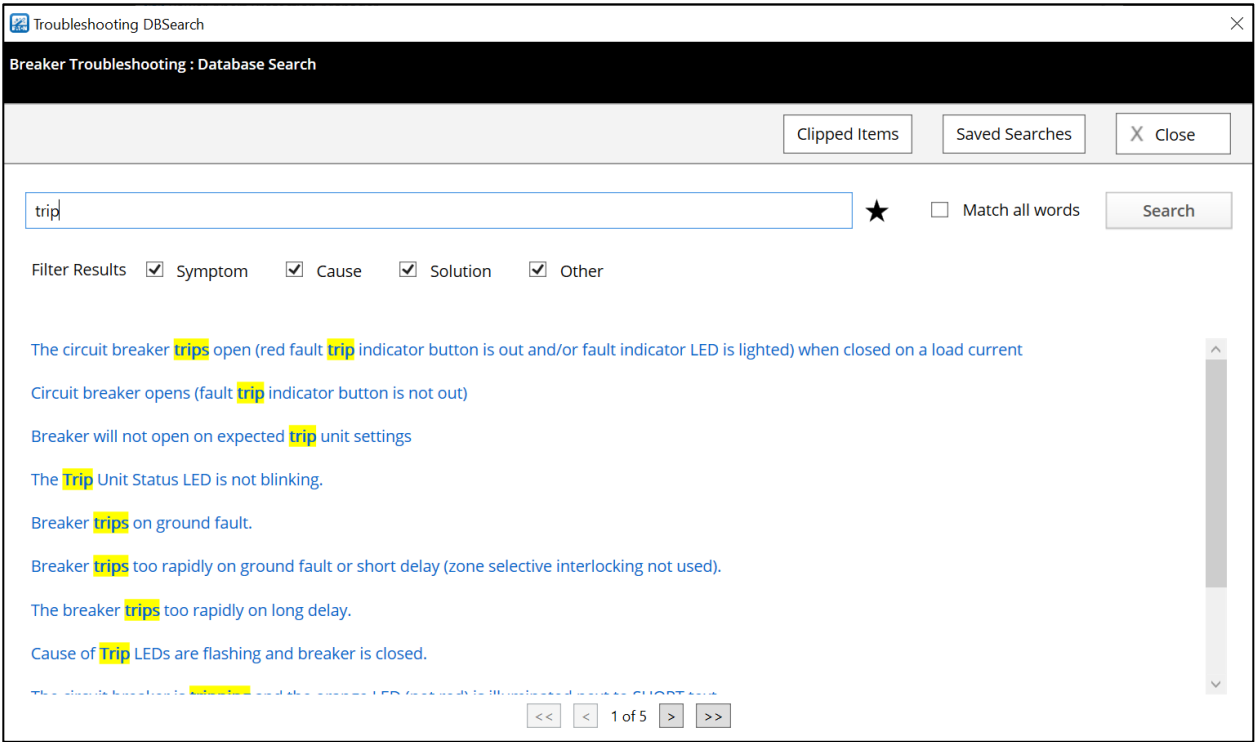 Troubleshooting DBSearch
Breaker Troubleshooting : Database Search
Clipped Items Saved Searches X Close
trip Match all words Search
Filter Results Symptom Cause Solution Other
The circuit breaker trips open (red fault trip indicator button is out and/or fault indicator LED is lighted) when closed on a load current
Circuit breaker opens (fault trip indicator button is not out)
Breaker will not open on expected trip unit settings
The Trip Unit Status LED is not blinking.
Breaker trips on ground fault.
Breaker trips too rapidly on ground fault or short delay (zone selective interlocking not used).
The breaker trips too rapidly on long delay.
Cause of Trip LEDs are flashing and breaker is closed.
The circuit breaker is tripping and the orange LED (not red) is illuminated next to SHORT text
<< < 1 of 5 > >>